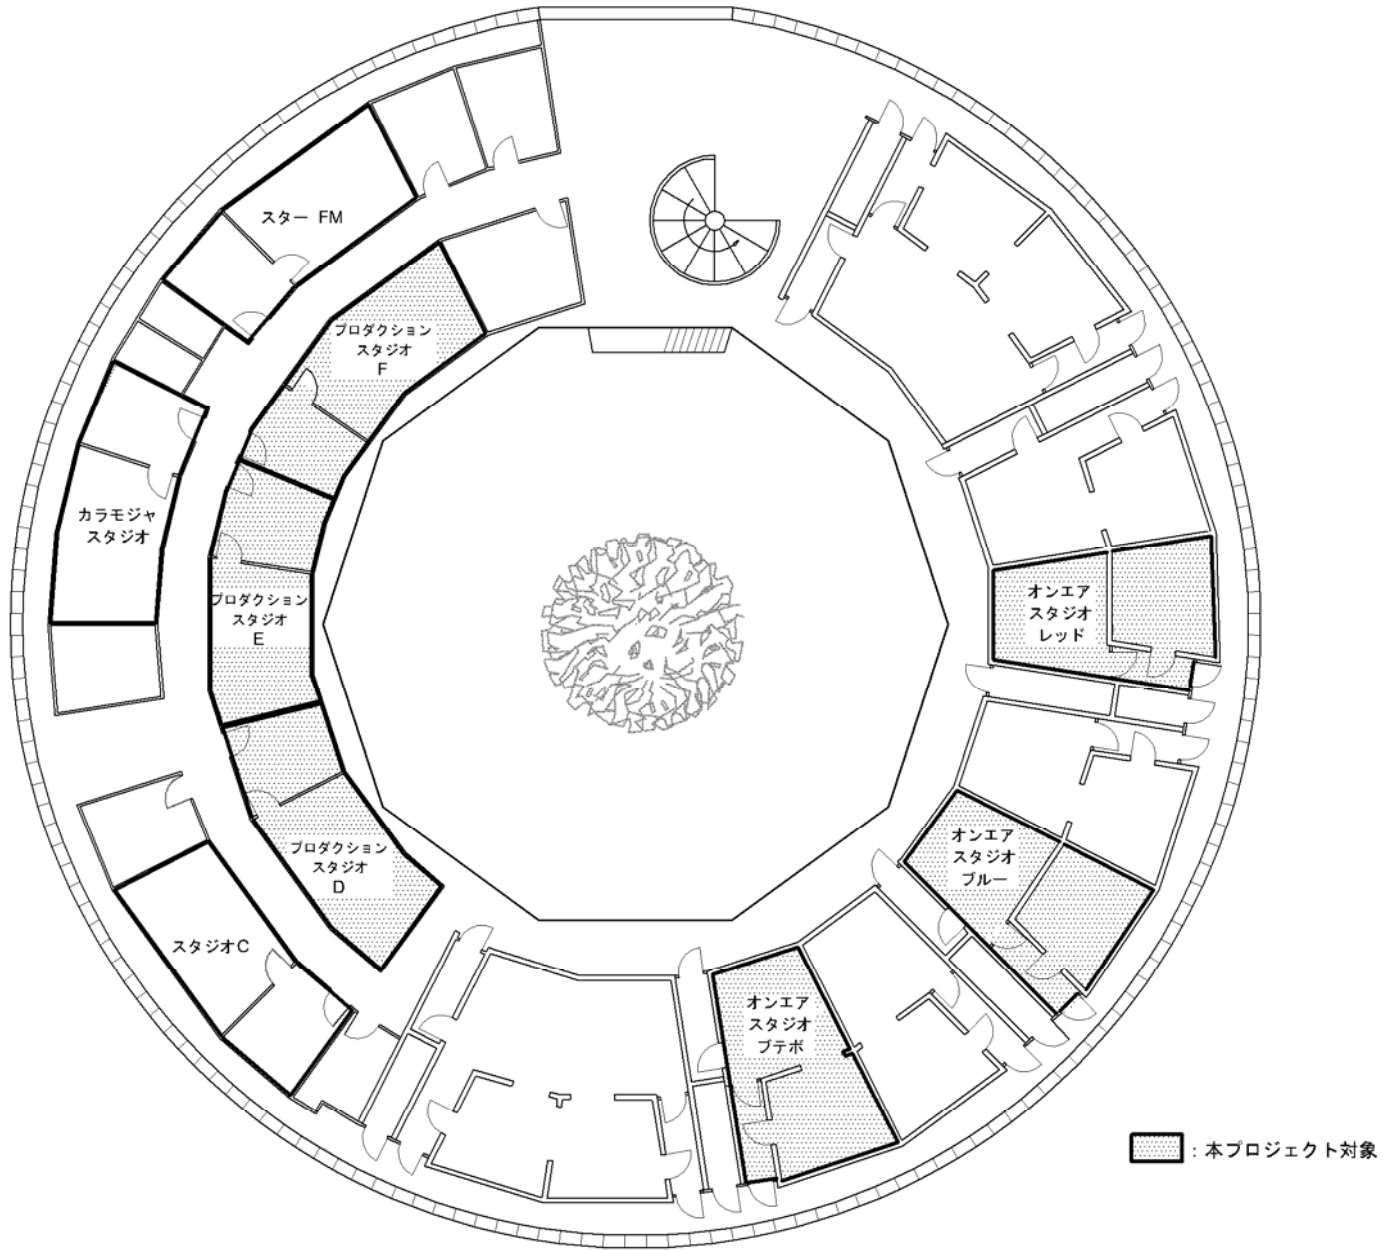 スター FM
プロダクション
スタジオ
F
カラモジャ
スタジオ
プロダクション
スタジオ
E
オンエア
スタジオ
レッド
プロダクション
スタジオ
D
オンエア
スタジオ
ブルー
スタジオC
オンエア
スタジオ
ブテボ
：本プロジェクト対象